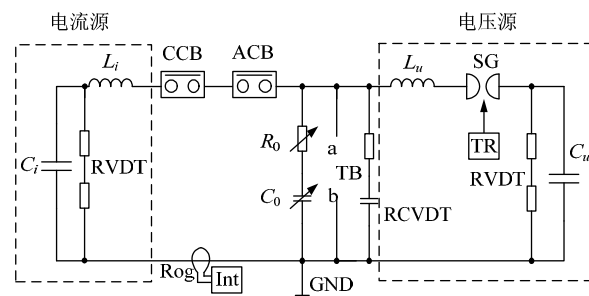 电流源
电压源
L_i
CCB
ACB
L_u
SG
R_0
a
TR
C_i
RVDT
TB
RVDT
C_u
C_0
b
RCVDT
Rog
Int
GND